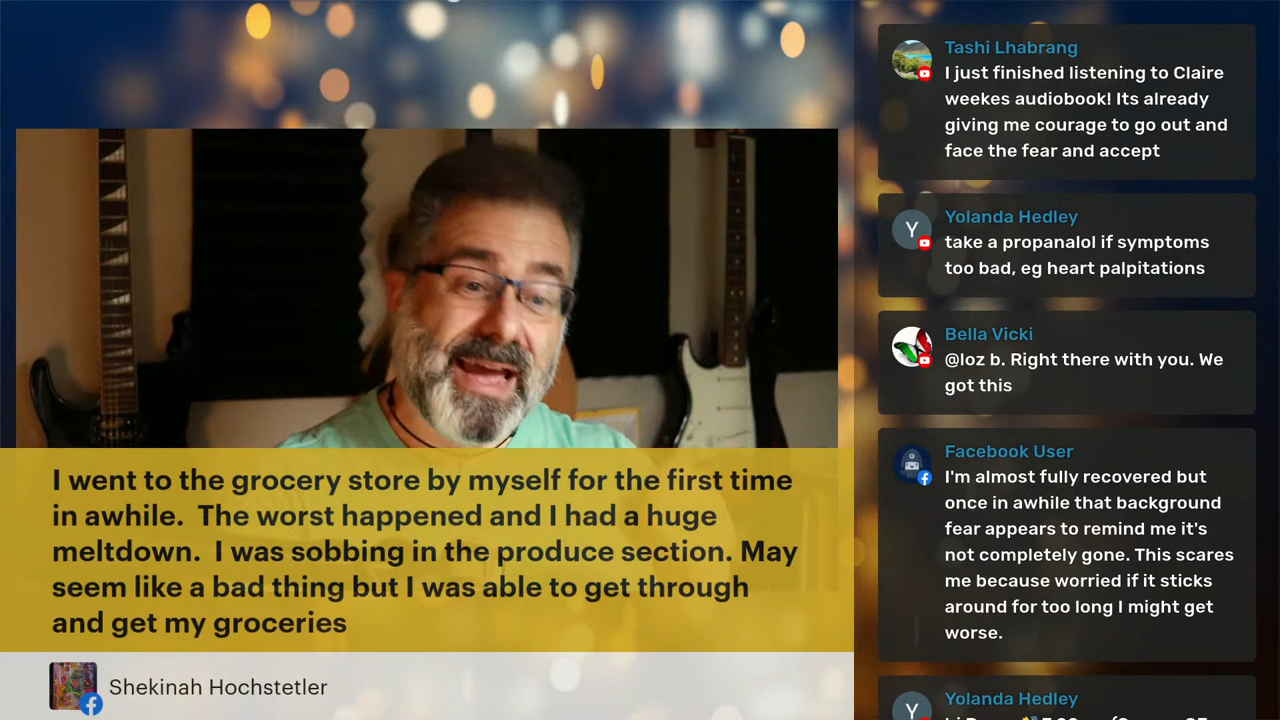 I went to the grocery store by myself for the first time
in awhile.  The worst happened and I had a huge
meltdown.  I was sobbing in the produce section. May
seem like a bad thing but I was able to get through
and get my groceries
Shekinah Hochstetler
Tashi Lhabrang
I just finished listening to Claire
weekes audiobook! Its already
giving me courage to go out and
face the fear and accept
Y
Yolanda Hedley
take a propanalol if symptoms
too bad, eg heart palpitations
Bella Vicki
@loz b. Right there with you. We
got this
Facebook User
I'm almost fully recovered but
once in awhile that background
fear appears to remind me it's
not completely gone. This scares
me because worried if it sticks
around for too long I might get
worse.
Y
Yolanda Hedley